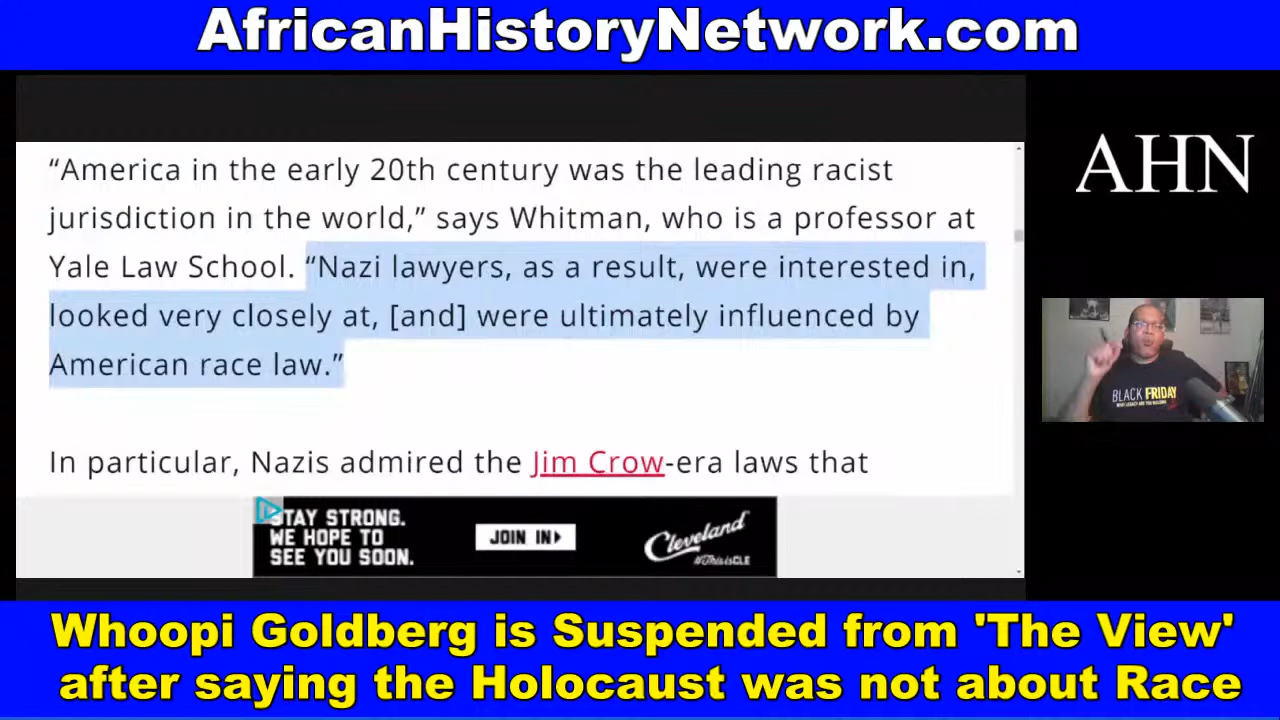 AfricanHistoryNetwork.com
“America in the early 20th century was the leading racist
jurisdiction in the world,” says Whitman, who is a professor at
Yale Law School. “Nazi lawyers, as a result, were interested in,
looked very closely at, [and] were ultimately influenced by
American race law.”
In particular, Nazis admired the Jim Crow-era laws that
STAY STRONG.
WE HOPE TO
SEE YOU SOON.
JOIN IN
Cleveland
#ThisisCLE
AHN
BLACK FRIDAY
Whoopi Goldberg is Suspended from 'The View'
after saying the Holocaust was not about Race